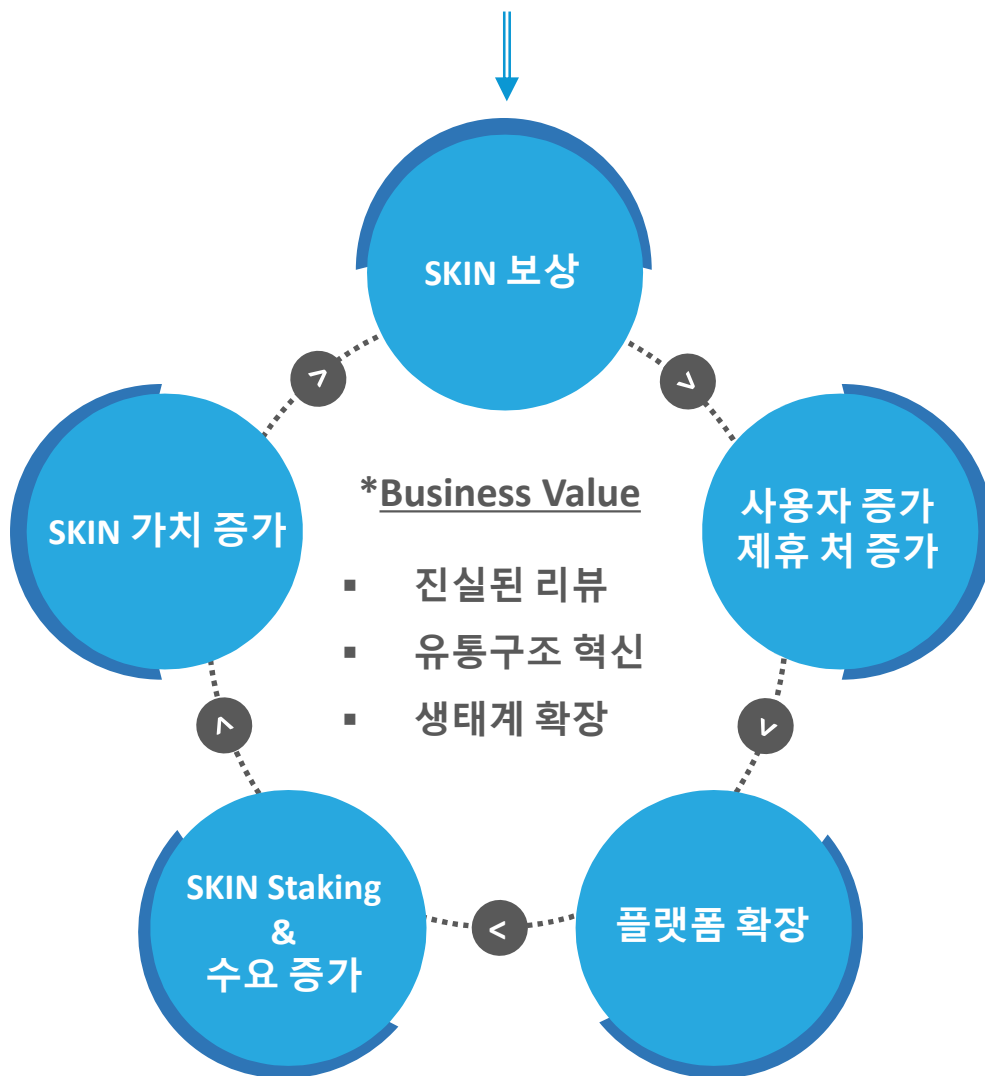 SKIN 보상
사용자 증가
제휴 처 증가
플랫폼 확장
SKIN Staking
&
수요 증가
SKIN 가치 증가
*Business Value
▪ 진실된 리뷰
▪ 유통구조 혁신
▪ 생태계 확장